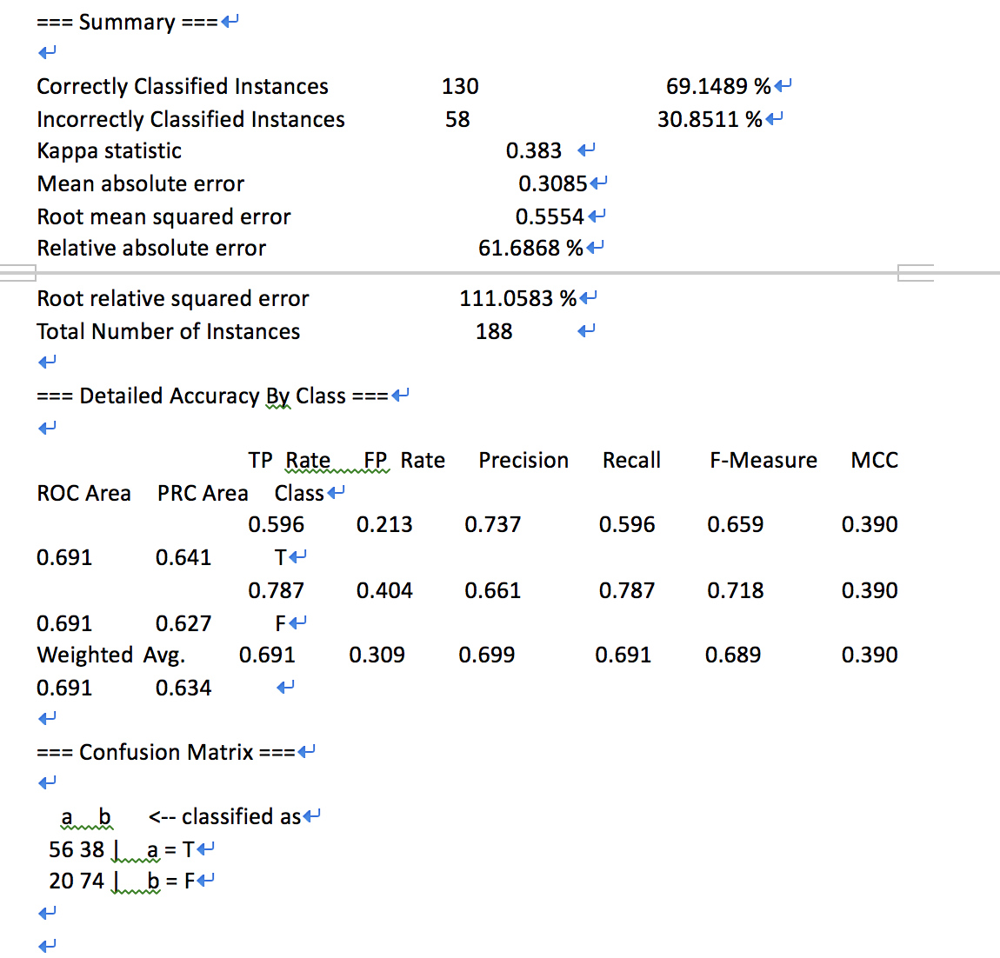 === Summary ===
Correctly Classified Instances 130 69.1489 %
Incorrectly Classified Instances 58 30.8511 %
Kappa statistic 0.383
Mean absolute error 0.3085
Root mean squared error 0.5554
Relative absolute error 61.6868 %
Root relative squared error 111.0583 %
Total Number of Instances 188
=== Detailed Accuracy By Class ===
TP Rate FP Rate Precision Recall F-Measure MCC
ROC Area PRC Area Class
0.596 0.213 0.737 0.596 0.659 0.390
0.691 0.641 T
0.787 0.404 0.661 0.787 0.718 0.390
0.691 0.627 F
Weighted Avg. 0.691 0.309 0.699 0.691 0.689 0.390
0.691 0.634
=== Confusion Matrix ===
a b <-- classified as
56 38 | a = T
20 74 | b = F